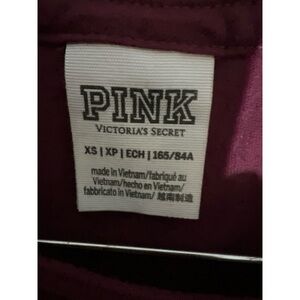 PINK
VICTORIA'S SECRET
XS | XP | ECH | 165/84A
made in Vietnam/fabriqué au
Vietnam/hecho en Vietnam/
fabbricato in Vietnam/ 越南制造